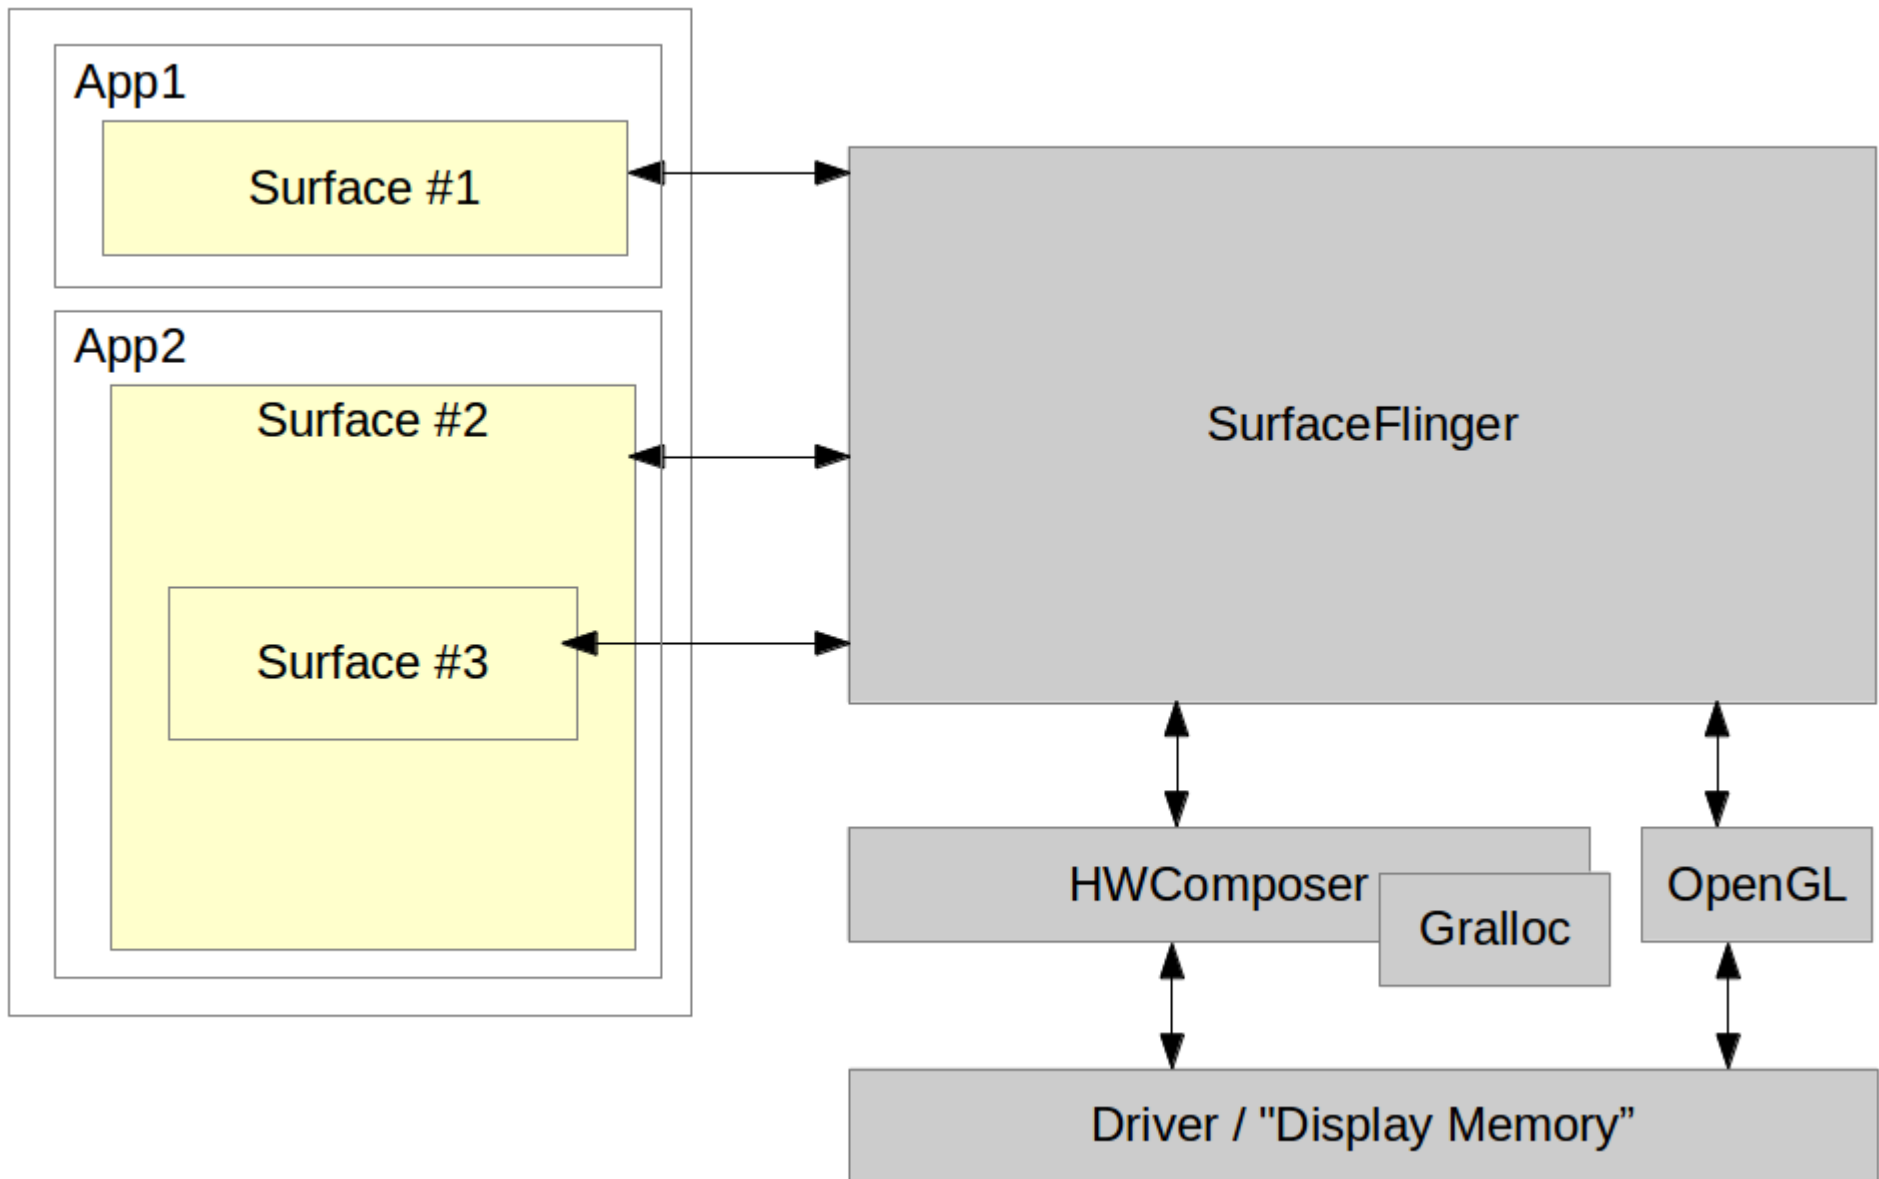 App1
Surface #1
App2
Surface #2
Surface #3
SurfaceFlinger
HWComposer
Gralloc
OpenGL
Driver / "Display Memory”